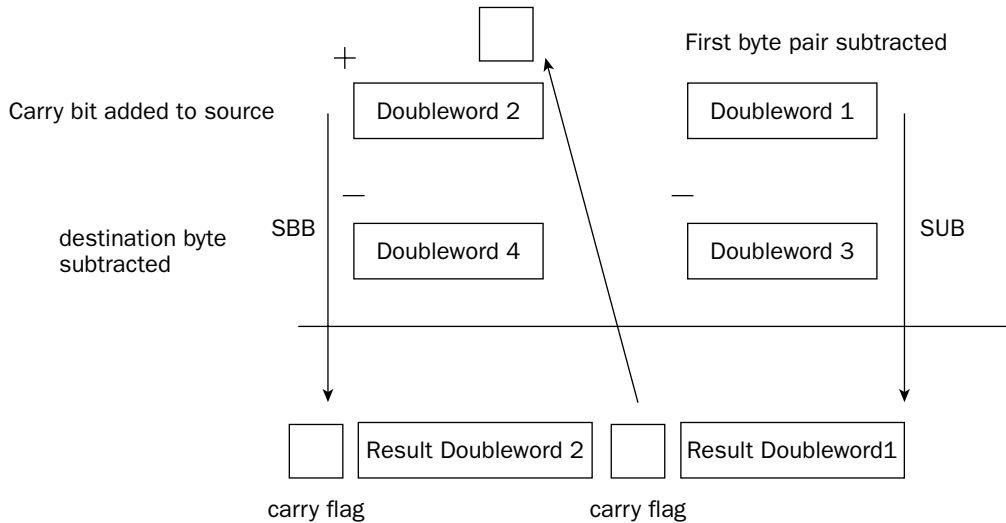 First byte pair subtracted
+
Carry bit added to source
Doubleword 2
Doubleword 1
—
—
SBB
SUB
destination byte
subtracted
Doubleword 4
Doubleword 3
Result Doubleword 2
Result Doubleword1
carry flag
carry flag